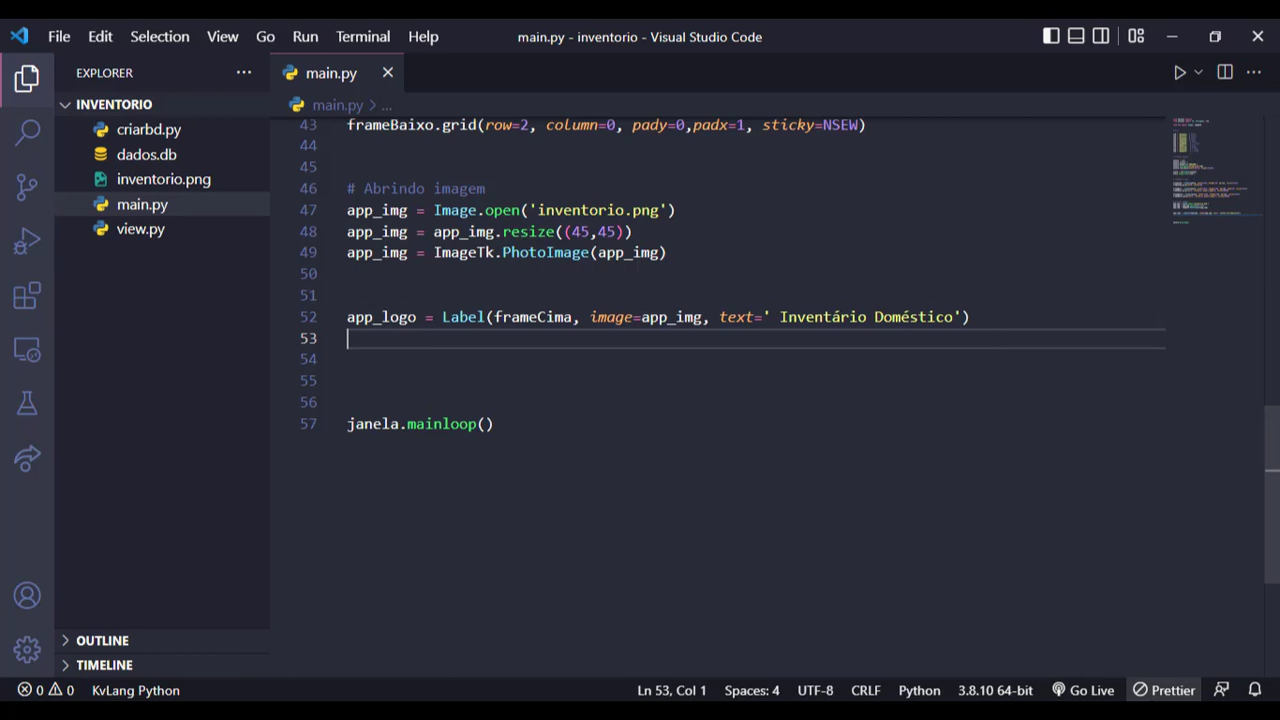 File Edit Selection View Go Run Terminal Help
main.py - inventorio - Visual Studio Code
EXPLORER
main.py
INVENTORIO
main.py > ...
criarbd.py
dados.db
inventorio.png
main.py
view.py
43 frameBaixo.grid(row=2, column=0, pady=0,padx=1, sticky=NSEW)
44
45
46 # Abrindo imagem
47 app_img = Image.open('inventorio.png')
48 app_img = app_img.resize((45,45))
49 app_img = ImageTk.PhotoImage(app_img)
50
51
52 app_logo = Label(frameCima, image=app_img, text=' Inventário Doméstico')
53
54
55
56
57 janela.mainloop()
OUTLINE
TIMELINE
0 0 KvLang Python Ln 53, Col 1 Spaces: 4 UTF-8 CRLF Python 3.8.10 64-bit Go Live Prettier